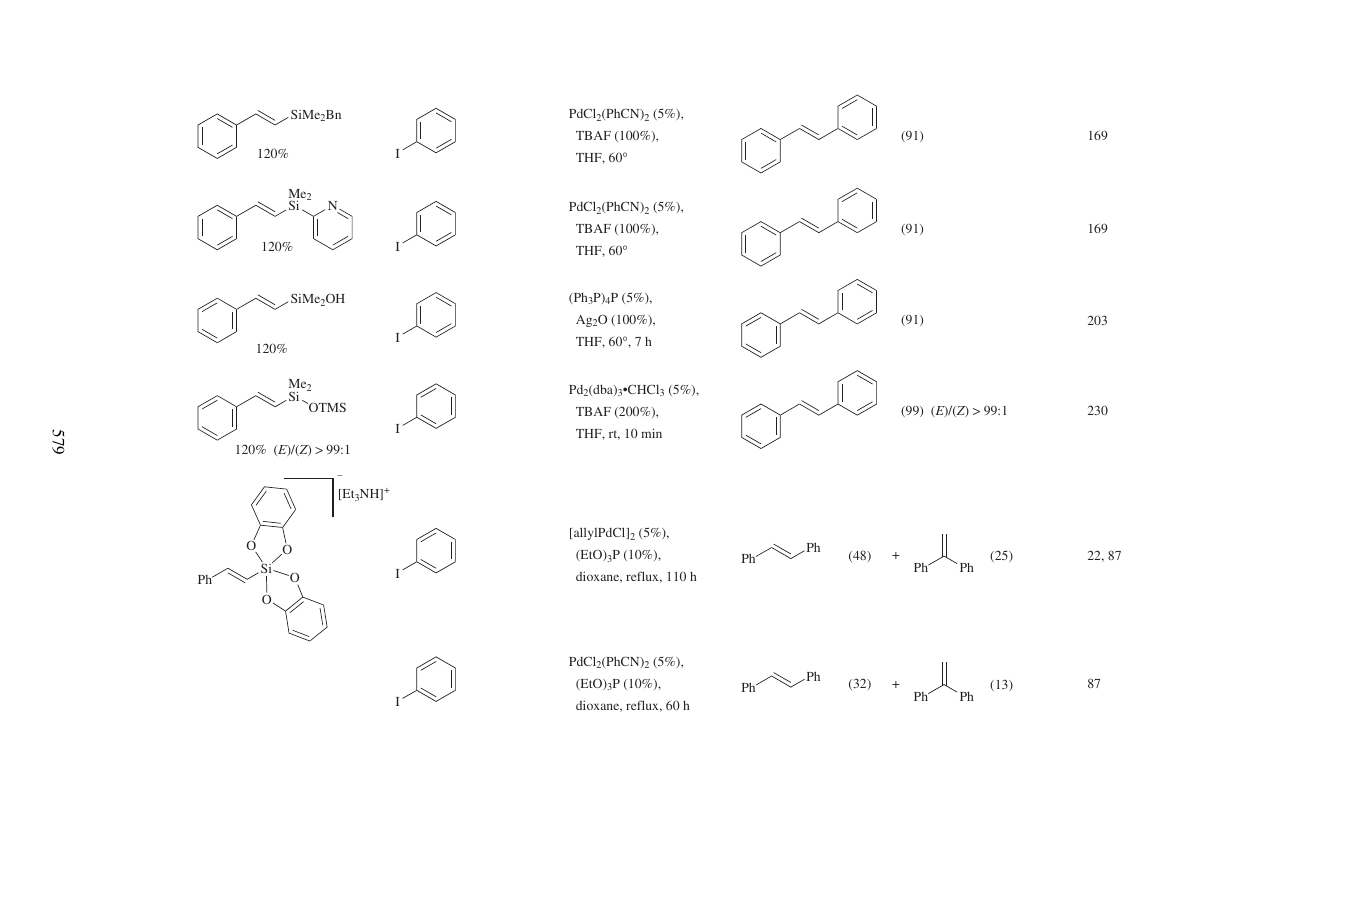 SiMe2Bn
120%
I
PdCl2(PhCN)2 (5%),
TBAF (100%),
THF, 60°
(91)
169
Me2
Si
N
120%
I
PdCl2(PhCN)2 (5%),
TBAF (100%),
THF, 60°
(91)
169
SiMe2OH
120%
I
(Ph3P)4P (5%),
Ag2O (100%),
THF, 60°, 7 h
(91)
203
Me2
Si
OTMS
120% (E)/(Z) > 99:1
I
Pd2(dba)3•CHCl3 (5%),
TBAF (200%),
THF, rt, 10 min
(99) (E)/(Z) > 99:1
230
579
–
[Et3NH]+
O
O
Ph
Si
O
O
I
[allylPdCl]2 (5%),
(EtO)3P (10%),
dioxane, reflux, 110 h
Ph
Ph
(48)
+
Ph
Ph
(25)
22, 87
I
PdCl2(PhCN)2 (5%),
(EtO)3P (10%),
dioxane, reflux, 60 h
Ph
Ph
(32)
+
Ph
Ph
(13)
87